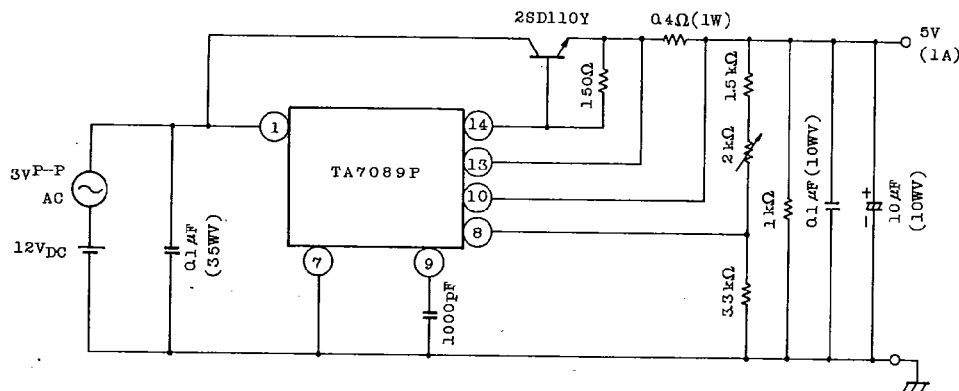 2SD110Y
0.4Ω(1W)
5V
(1A)
150Ω
1.5kΩ
1
14
TA7089P
13
2kΩ
3VP-P
AC
10
12VDC
0.1μF
(35WV)
8
7
9
1000pF
3.3kΩ
1kΩ
0.1μF(10WV)
+
-
10μF
(10WV)